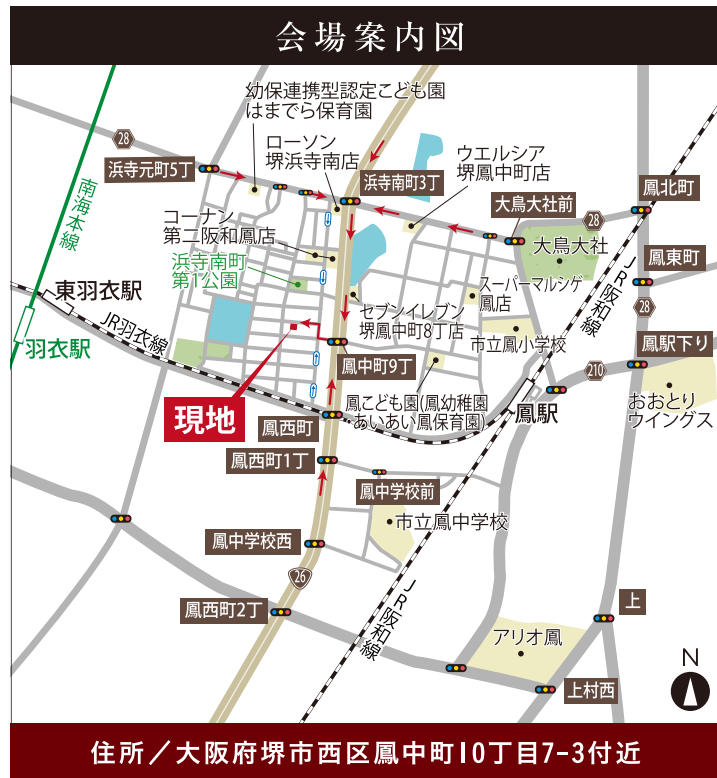 会場案内図
幼保連携型認定こども園
はまでら保育園
28
ローソン
堺浜寺南店
浜寺元町5丁
浜寺南町3丁
ウエルシア
堺鳳中町店
鳳北町
南海本線
大鳥大社前
28
コーナン
第二阪和鳳店
大鳥大社
鳳東町
浜寺南町
第1公園
JR阪和線
東羽衣駅
スーパーマルシゲ
鳳店
28
セブンイレブン
堺鳳中町8丁店
JR羽衣線
市立鳳小学校
羽衣駅
鳳中町9丁
鳳駅下り
210
現地
鳳こども園(鳳幼稚園
あいあい鳳保育園)
鳳駅
おおとり
ウイングス
鳳西町
鳳西町1丁
鳳中学校前
市立鳳中学校
鳳中学校西
26
JR阪和線
鳳西町2丁
上
アリオ鳳
N
上村西
住所／大阪府堺市西区鳳中町10丁目7-3付近